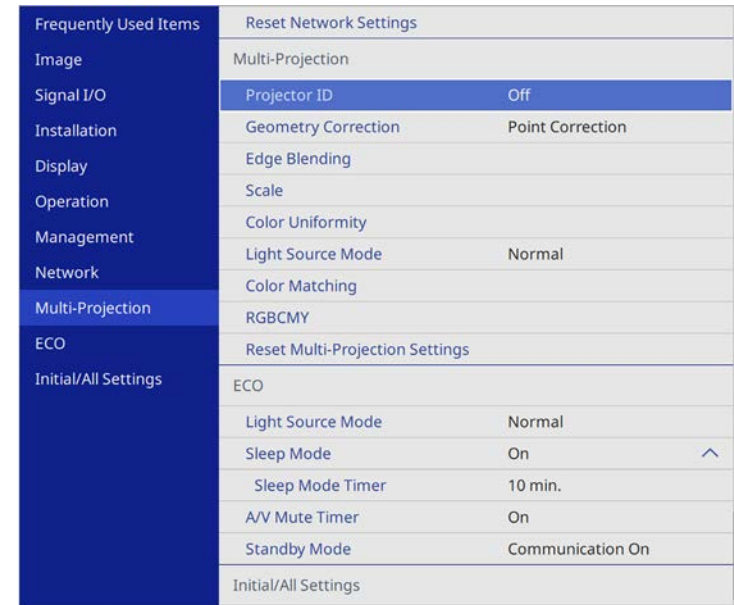 Frequently Used Items
Image
Signal I/O
Installation
Display
Operation
Management
Network
Multi-Projection
ECO
Initial/All Settings
Reset Network Settings
Multi-Projection
Projector ID Off
Geometry Correction Point Correction
Edge Blending
Scale
Color Uniformity
Light Source Mode Normal
Color Matching
RGBCMY
Reset Multi-Projection Settings
ECO
Light Source Mode Normal
Sleep Mode On
Sleep Mode Timer 10 min.
A/V Mute Timer On
Standby Mode Communication On
Initial/All Settings